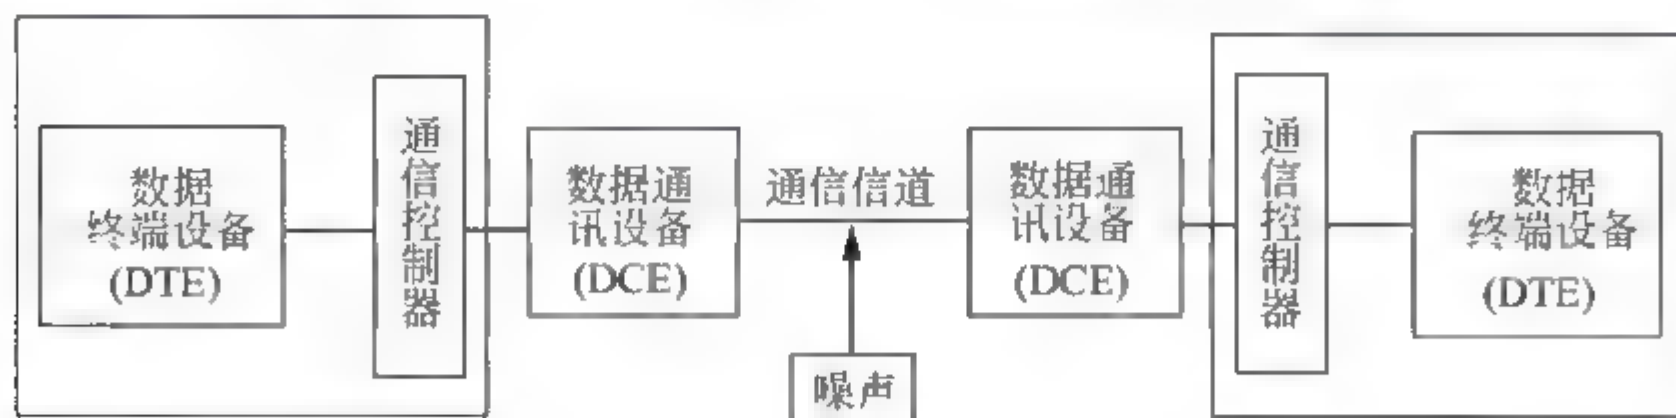 数据
终端设备
(DTE)
通信控制器
数据通
讯设备
(DCE)
通信信道
噪声
数据通
讯设备
(DCE)
通信控制器
数据
终端设备
(DTE)